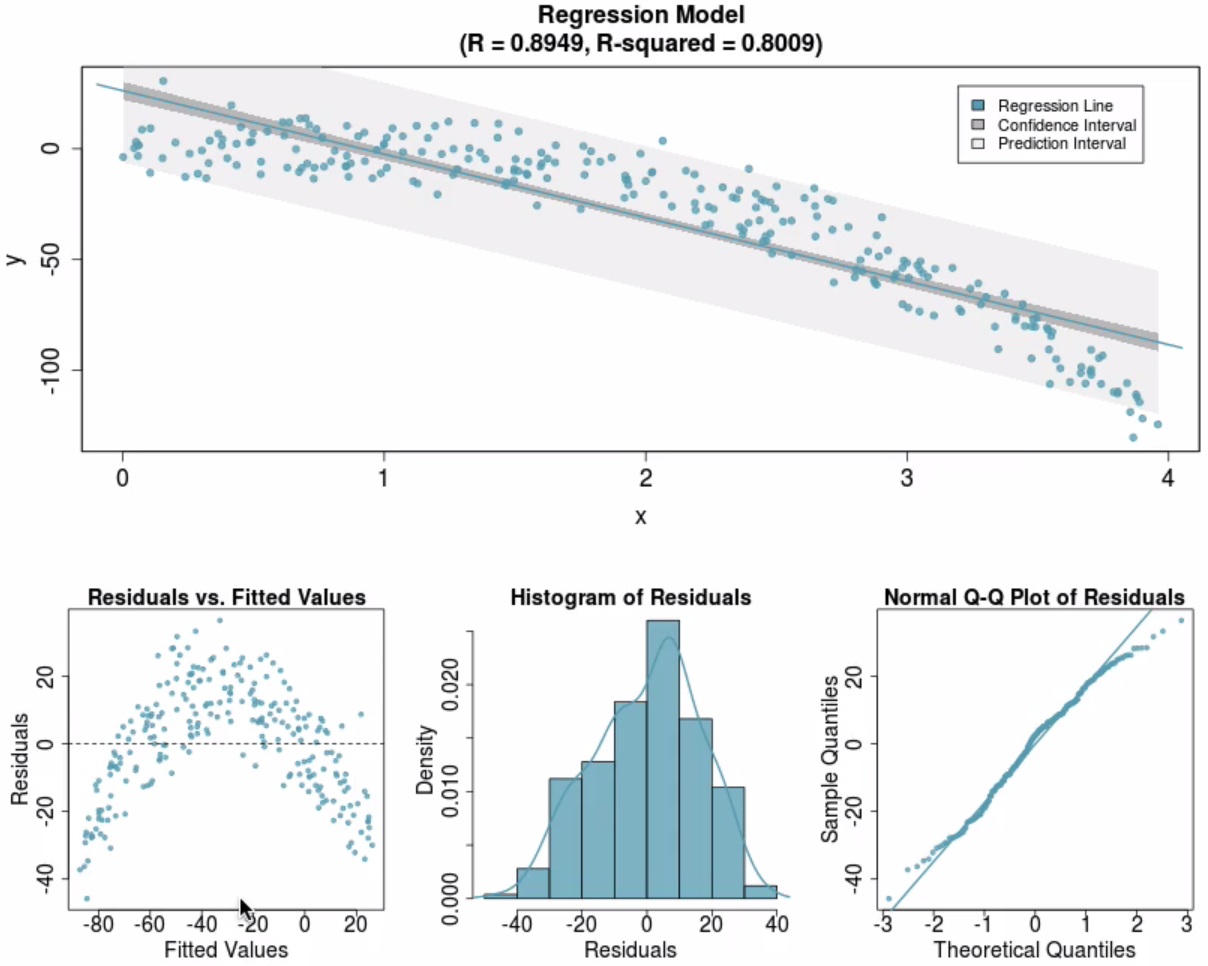 Regression Model
(R = 0.8949, R-squared = 0.8009)
Regression Line
Confidence Interval
Prediction Interval
y
0
-50
-100
0 1 2 3 4
x
Residuals vs. Fitted Values
Residuals
20
0
-20
-40
-80 -60 -40 -20 0 20
Fitted Values
Histogram of Residuals
Density
0.020
0.010
0.000
-40 -20 0 20 40
Residuals
Normal Q-Q Plot of Residuals
Sample Quantiles
20
0
-20
-40
-3 -2 -1 0 1 2 3
Theoretical Quantiles